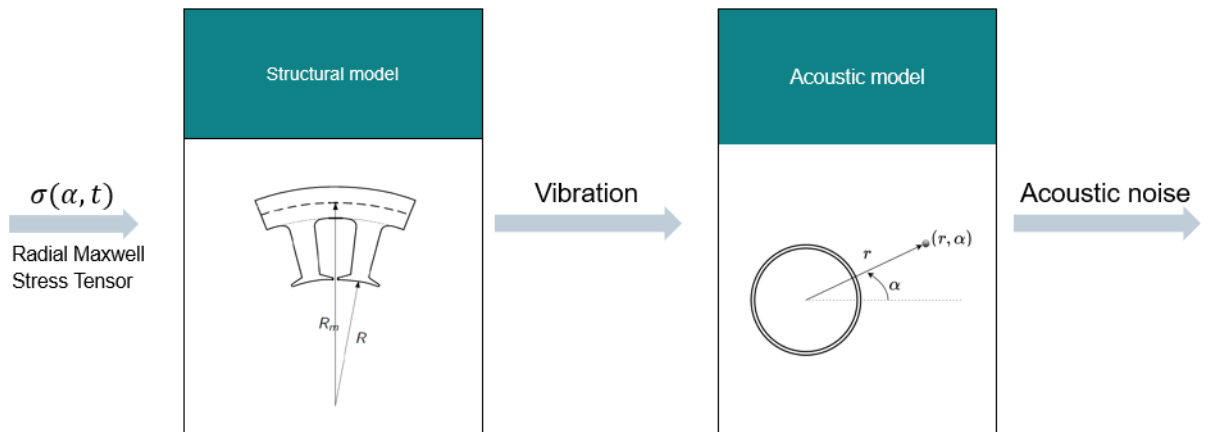 Structural model
Acoustic model
σ(α, t)
Radial Maxwell
Stress Tensor
Vibration
Acoustic noise
R_m
R
r
(r, α)
α